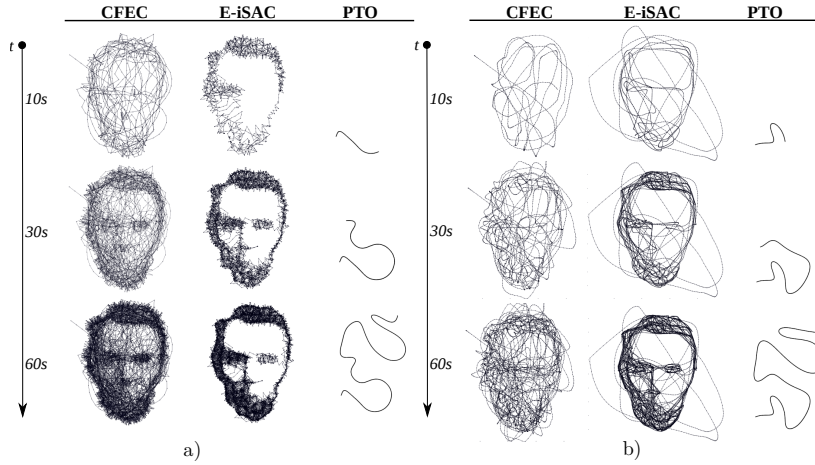 CFEC E-iSAC PTO CFEC E-iSAC PTO
t t
10s 10s
30s 30s
60s 60s
a) b)